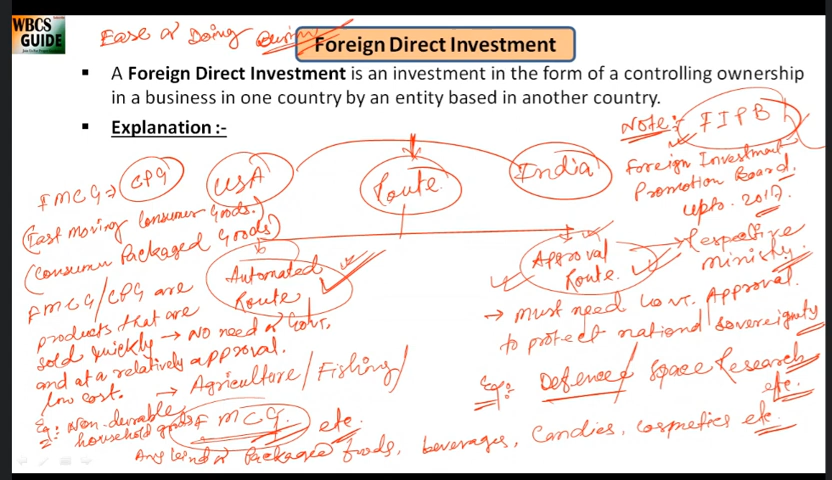 WBCS
GUIDE
Ease of Doing Business
Foreign Direct Investment
▪ A Foreign Direct Investment is an investment in the form of a controlling ownership
in a business in one country by an entity based in another country.
▪ Explanation :-
Note:- FIPB
Foreign Investment
Promotion Board.
upto 2017.
FMCG → CPG
USA
Route
India
(Fast Moving Consumer Goods.)
(Consumer Packaged Goods)
FMCG/CPG are
products that are
sold quickly
and at a relatively
low cost.
Eg: Non-durable
household goods
Automated
Route
→ No need of Govt.
approval.
→ Agriculture/Fishing/
FMCG. etc.
Any kind of Packaged foods, beverages, Candies, Cosmetics etc.
Approval
Route.
Respective
ministry.
→ Must need Govt. Approval
to protect national sovereignty
Eg: Defence/ Space Research
etc.